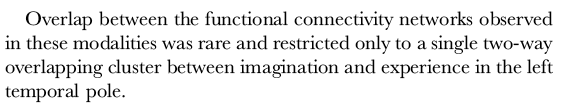 Overlap between the functional connectivity networks observed
in these modalities was rare and restricted only to a single two-way
overlapping cluster between imagination and experience in the left
temporal pole.